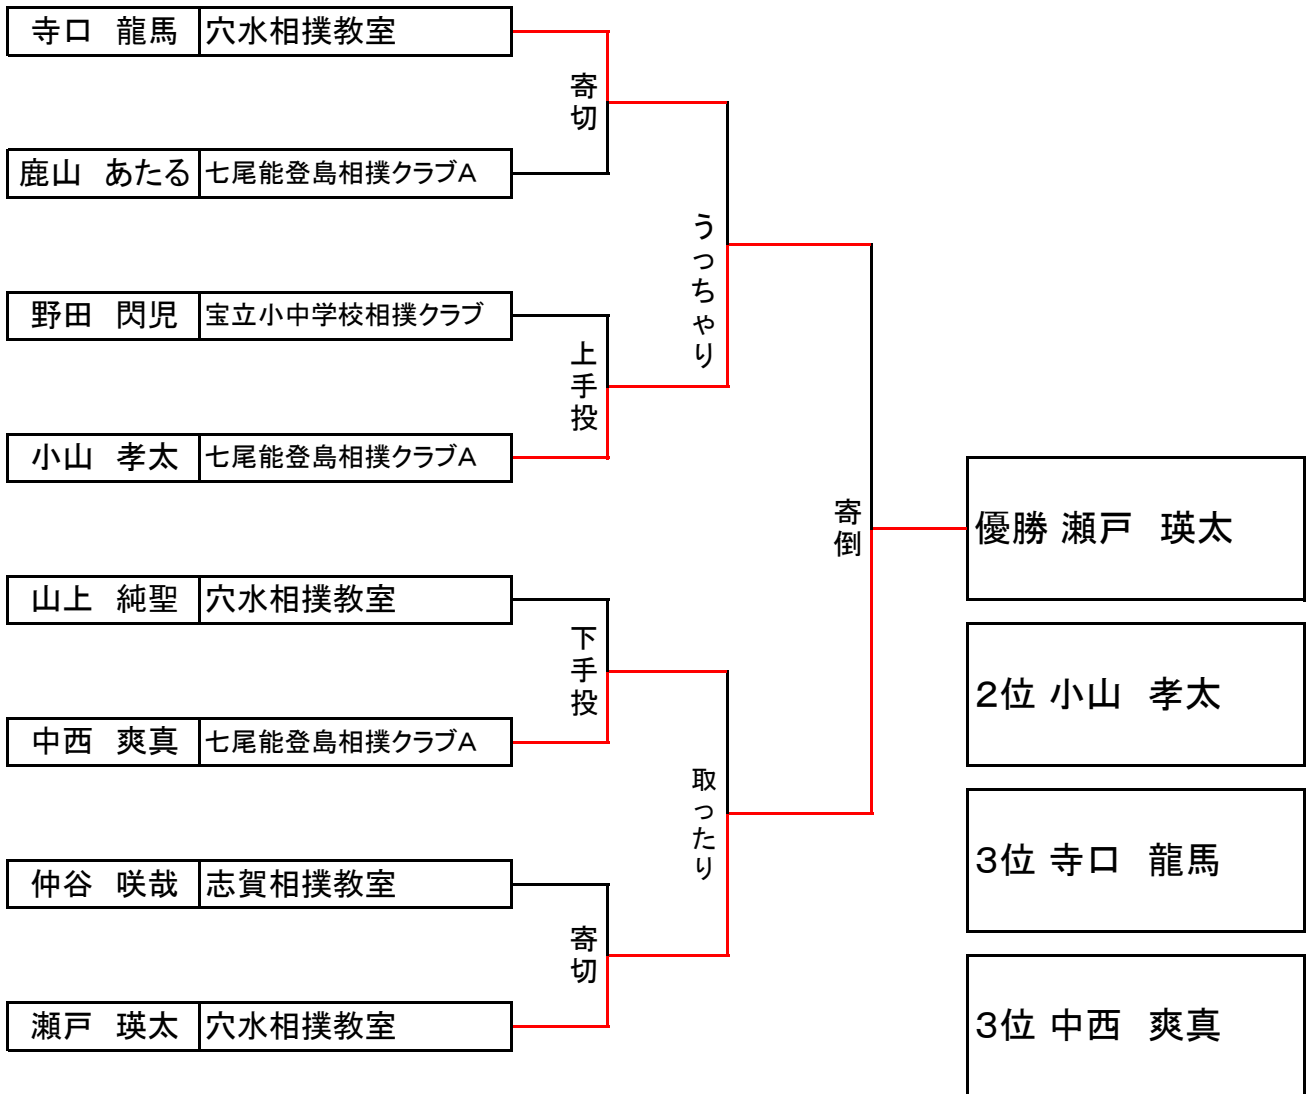 寺口　龍馬 穴水相撲教室
寄切
鹿山　あたる 七尾能登島相撲クラブA
うっちゃり
野田　閃児 宝立小中学校相撲クラブ
上手投
小山　孝太 七尾能登島相撲クラブA
寄倒
優勝 瀬戸　瑛太
山上　純聖 穴水相撲教室
下手投
2位 小山　孝太
中西　爽真 七尾能登島相撲クラブA
取ったり
3位 寺口　龍馬
仲谷　咲哉 志賀相撲教室
寄切
瀬戸　瑛太 穴水相撲教室
3位 中西　爽真